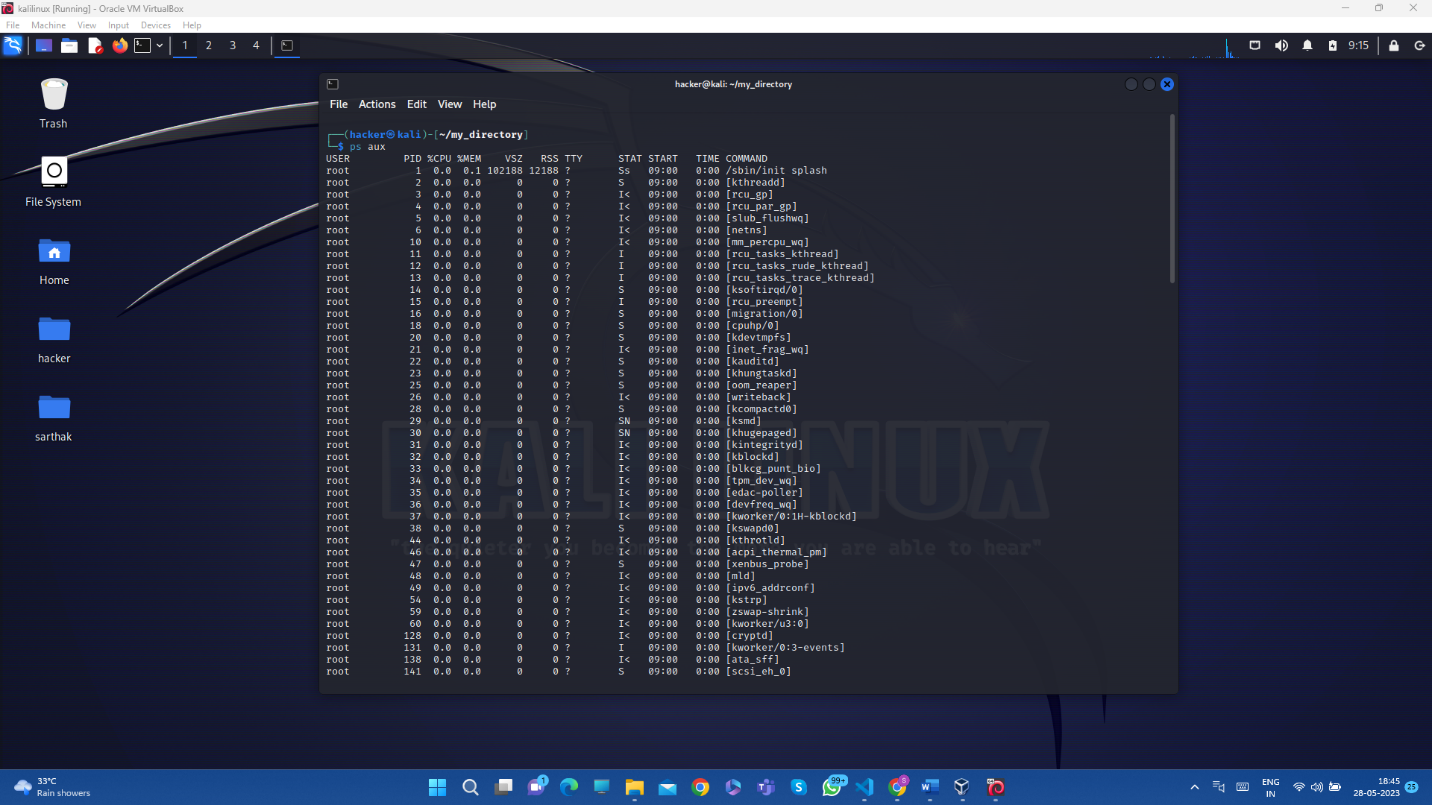 kalilinux [Running] - Oracle VM VirtualBox
File Machine View Input Devices Help
1 2 3 4 9:15
Trash
File System
Home
hacker
sarthak
hacker@kali: ~/my_directory
File Actions Edit View Help
┌──(hacker㉿kali)-[~/my_directory]
└─$ ps aux
USER PID %CPU %MEM VSZ RSS TTY STAT START TIME COMMAND
root 1 0.0 0.1 102188 12188 ? Ss 09:00 0:00 /sbin/init splash
root 2 0.0 0.0 0 0 ? S 09:00 0:00 [kthreadd]
root 3 0.0 0.0 0 0 ? I< 09:00 0:00 [rcu_gp]
root 4 0.0 0.0 0 0 ? I< 09:00 0:00 [rcu_par_gp]
root 5 0.0 0.0 0 0 ? I< 09:00 0:00 [slub_flushwq]
root 6 0.0 0.0 0 0 ? I< 09:00 0:00 [netns]
root 10 0.0 0.0 0 0 ? I< 09:00 0:00 [mm_percpu_wq]
root 11 0.0 0.0 0 0 ? I 09:00 0:00 [rcu_tasks_kthread]
root 12 0.0 0.0 0 0 ? I 09:00 0:00 [rcu_tasks_rude_kthread]
root 13 0.0 0.0 0 0 ? I 09:00 0:00 [rcu_tasks_trace_kthread]
root 14 0.0 0.0 0 0 ? S 09:00 0:00 [ksoftirqd/0]
root 15 0.0 0.0 0 0 ? I 09:00 0:00 [rcu_preempt]
root 16 0.0 0.0 0 0 ? S 09:00 0:00 [migration/0]
root 18 0.0 0.0 0 0 ? S 09:00 0:00 [cpuhp/0]
root 20 0.0 0.0 0 0 ? S 09:00 0:00 [kdevtmpfs]
root 21 0.0 0.0 0 0 ? I< 09:00 0:00 [inet_frag_wq]
root 22 0.0 0.0 0 0 ? S 09:00 0:00 [kauditd]
root 23 0.0 0.0 0 0 ? S 09:00 0:00 [khungtaskd]
root 25 0.0 0.0 0 0 ? S 09:00 0:00 [oom_reaper]
root 26 0.0 0.0 0 0 ? I< 09:00 0:00 [writeback]
root 28 0.0 0.0 0 0 ? S 09:00 0:00 [kcompactd0]
root 29 0.0 0.0 0 0 ? SN 09:00 0:00 [ksmd]
root 30 0.0 0.0 0 0 ? SN 09:00 0:00 [khugepaged]
root 31 0.0 0.0 0 0 ? I< 09:00 0:00 [kintegrityd]
root 32 0.0 0.0 0 0 ? I< 09:00 0:00 [kblockd]
root 33 0.0 0.0 0 0 ? I< 09:00 0:00 [blkcg_punt_bio]
root 34 0.0 0.0 0 0 ? I< 09:00 0:00 [tpm_dev_wq]
root 35 0.0 0.0 0 0 ? I< 09:00 0:00 [edac-poller]
root 36 0.0 0.0 0 0 ? I< 09:00 0:00 [devfreq_wq]
root 37 0.0 0.0 0 0 ? I< 09:00 0:00 [kworker/0:1H-kblockd]
root 38 0.0 0.0 0 0 ? S 09:00 0:00 [kswapd0]
root 44 0.0 0.0 0 0 ? I< 09:00 0:00 [kthrotld]
root 46 0.0 0.0 0 0 ? I< 09:00 0:00 [acpi_thermal_pm]
root 47 0.0 0.0 0 0 ? S 09:00 0:00 [xenbus_probe]
root 48 0.0 0.0 0 0 ? I< 09:00 0:00 [mld]
root 49 0.0 0.0 0 0 ? I< 09:00 0:00 [ipv6_addrconf]
root 54 0.0 0.0 0 0 ? I< 09:00 0:00 [kstrp]
root 59 0.0 0.0 0 0 ? I< 09:00 0:00 [zswap-shrink]
root 60 0.0 0.0 0 0 ? I< 09:00 0:00 [kworker/u3:0]
root 128 0.0 0.0 0 0 ? I< 09:00 0:00 [cryptd]
root 131 0.0 0.0 0 0 ? I 09:00 0:00 [kworker/0:3-events]
root 138 0.0 0.0 0 0 ? I< 09:00 0:00 [ata_sff]
root 141 0.0 0.0 0 0 ? S 09:00 0:00 [scsi_eh_0]
KALI LINUX
33°C
Rain showers
1
99+
S
ENG
IN
18:45
28-05-2023
25